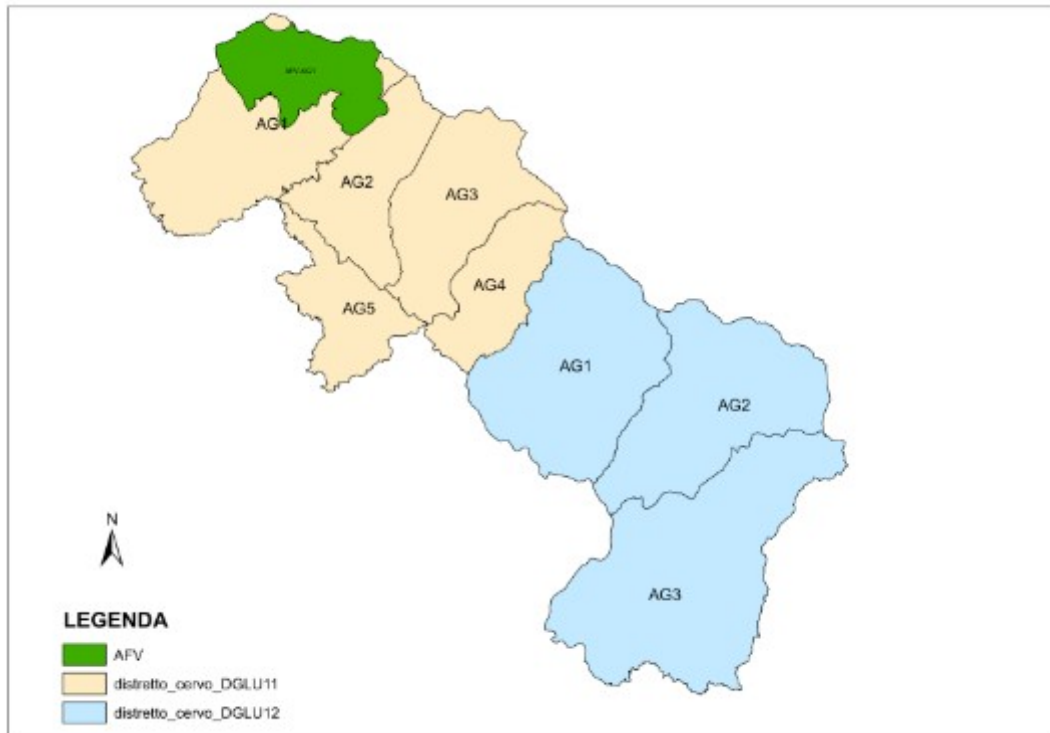 AG1
AG2
AG3
AG4
AG5
AG1
AG2
AG3
N
LEGENDA
AFV
distretto_cervo_DGLU11
distretto_cervo_DGLU12